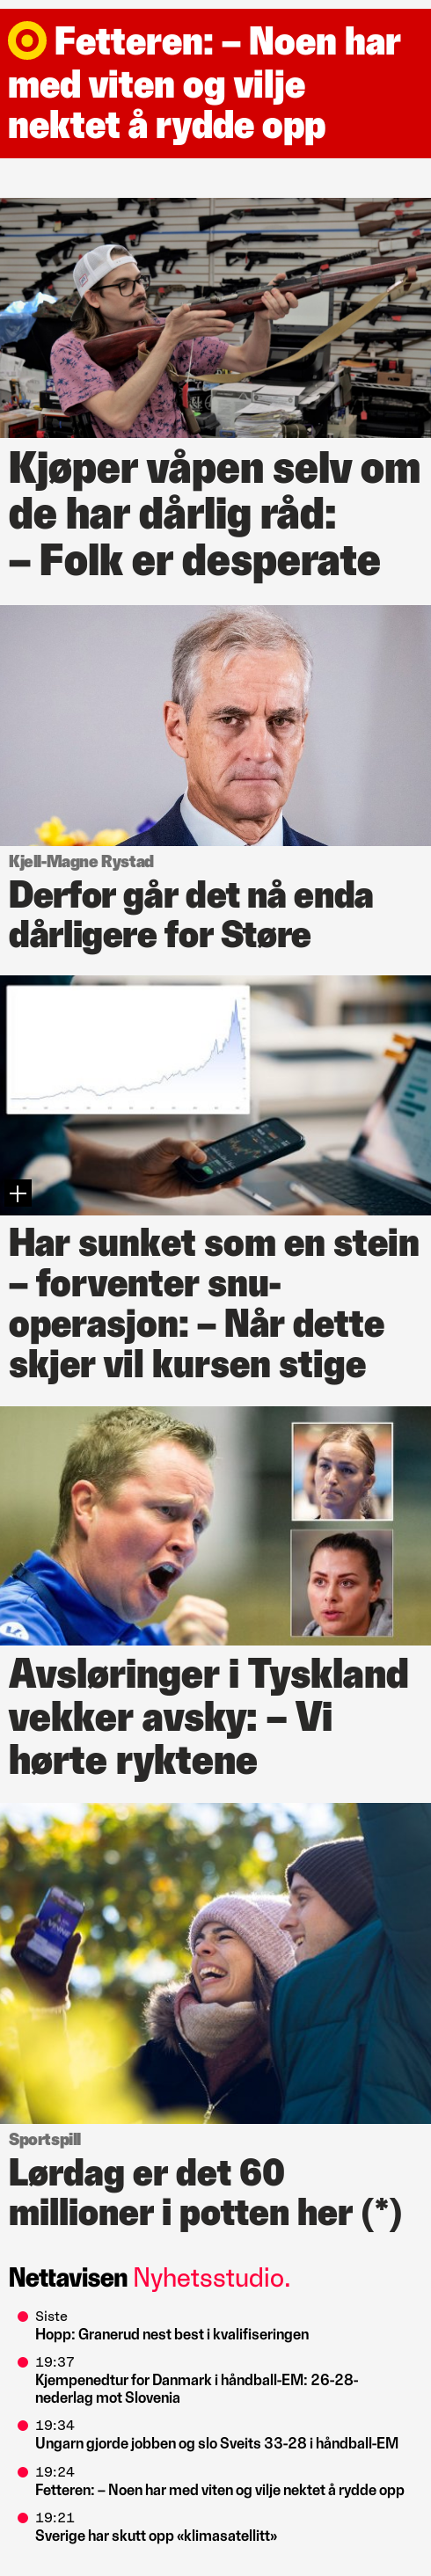 Fetteren: – Noen har
med viten og vilje
nektet å rydde opp
Kjøper våpen selv om
de har dårlig råd:
– Folk er desperate
Kjell-Magne Rystad
Derfor går det nå enda
dårligere for Støre
Har sunket som en stein
– forventer snu-
operasjon: – Når dette
skjer vil kursen stige
Avsløringer i Tyskland
vekker avsky: – Vi
hørte ryktene
Sportspill
Lørdag er det 60
millioner i potten her (*)
Nettavisen Nyhetsstudio.
Siste
Hopp: Granerud nest best i kvalifiseringen
19:37
Kjempenedtur for Danmark i håndball-EM: 26-28-
nederlag mot Slovenia
19:34
Ungarn gjorde jobben og slo Sveits 33-28 i håndball-EM
19:24
Fetteren: – Noen har med viten og vilje nektet å rydde opp
19:21
Sverige har skutt opp «klimasatellitt»